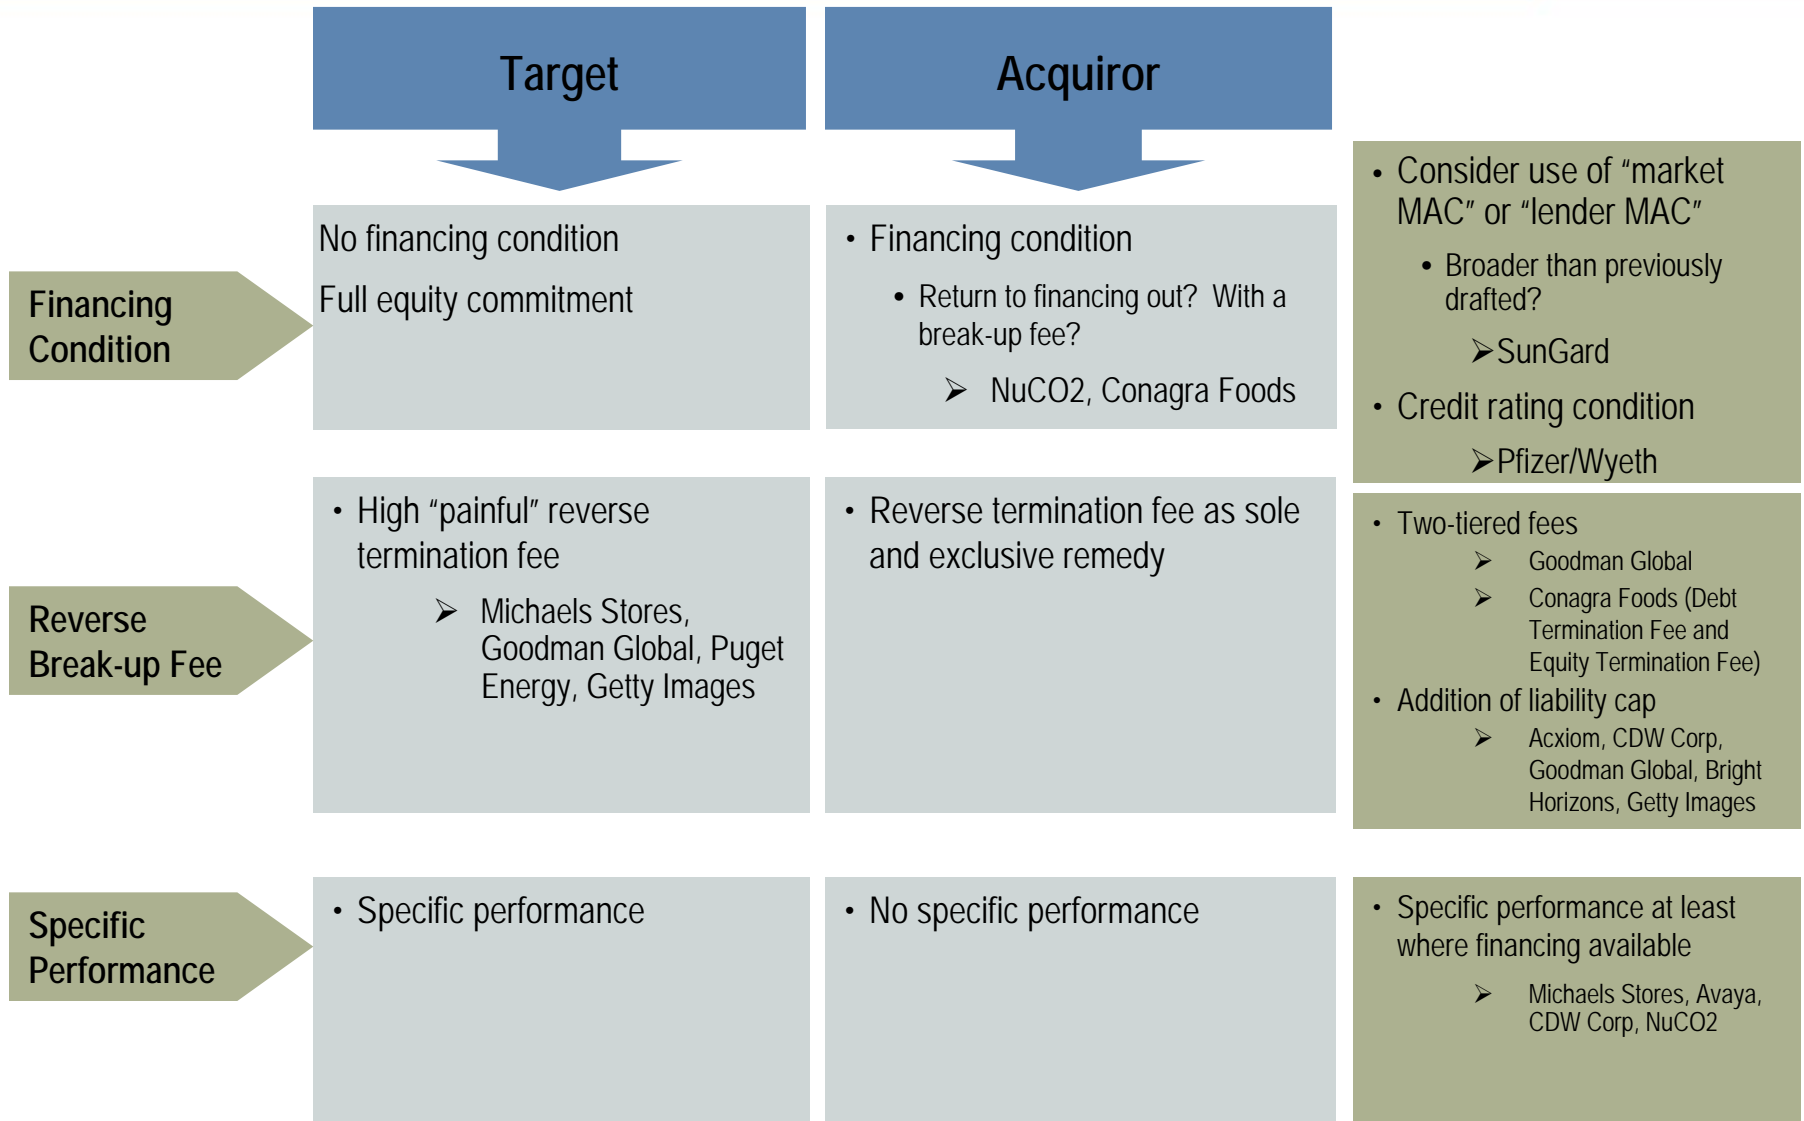 Target
Acquiror
Financing
Condition
No financing condition
Full equity commitment
• Financing condition
• Return to financing out? With a
break-up fee?
➢ NuCO2, Conagra Foods
• Consider use of “market
MAC” or “lender MAC”
• Broader than previously
drafted?
➢SunGard
• Credit rating condition
➢Pfizer/Wyeth
Reverse
Break-up Fee
• High “painful” reverse
termination fee
➢ Michaels Stores,
Goodman Global, Puget
Energy, Getty Images
• Reverse termination fee as sole
and exclusive remedy
• Two-tiered fees
➢ Goodman Global
➢ Conagra Foods (Debt
Termination Fee and
Equity Termination Fee)
• Addition of liability cap
➢ Acxiom, CDW Corp,
Goodman Global, Bright
Horizons, Getty Images
Specific
Performance
• Specific performance
• No specific performance
• Specific performance at least
where financing available
➢ Michaels Stores, Avaya,
CDW Corp, NuCO2